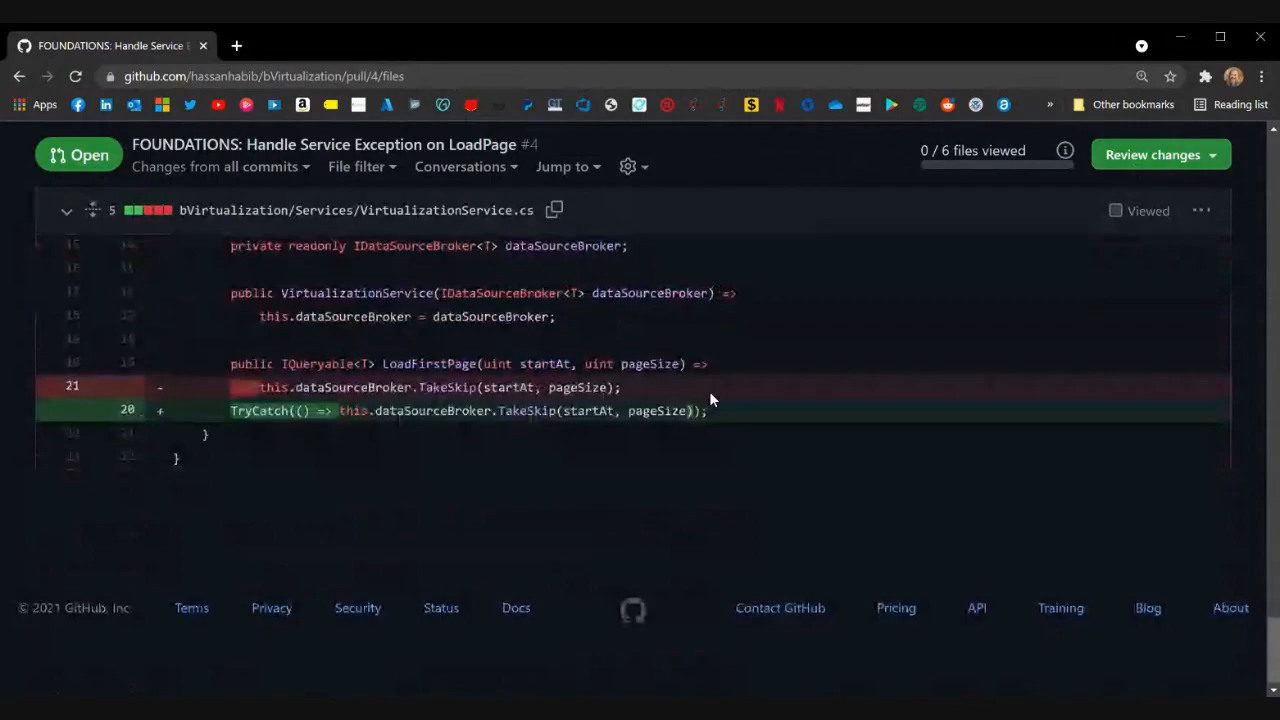 FOUNDATIONS: Handle Service E
github.com/hassanhabib/bVirtualization/pull/4/files
Apps
Other bookmarks
Reading list
Open
FOUNDATIONS: Handle Service Exception on LoadPage #4
Changes from all commits
File filter
Conversations
Jump to
0 / 6 files viewed
Review changes
5 bVirtualization/Services/VirtualizationService.cs
Viewed
private readonly IDataSourceBroker<T> dataSourceBroker;
public VirtualizationService(IDataSourceBroker<T> dataSourceBroker) =>
this.dataSourceBroker = dataSourceBroker;
public IQueryable<T> LoadFirstPage(uint startAt, uint pageSize) =>
21 - this.dataSourceBroker.TakeSkip(startAt, pageSize);
20 + TryCatch(() => this.dataSourceBroker.TakeSkip(startAt, pageSize));
}
}
© 2021 GitHub, Inc.
Terms
Privacy
Security
Status
Docs
Contact GitHub
Pricing
API
Training
Blog
About